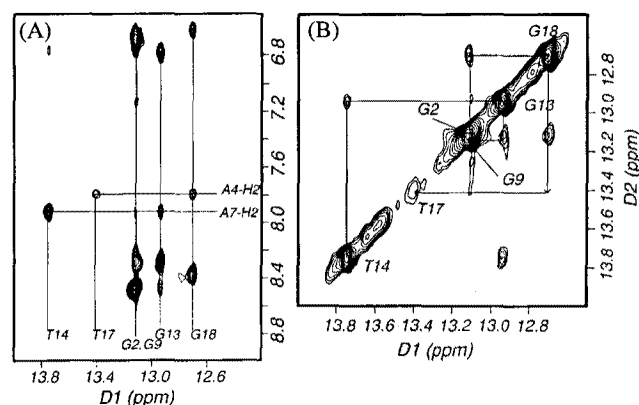 (A)
6.8
7.2
7.6
8.0
8.4
8.8
A4-H2
A7-H2
T14
T17
G2,G9
G13
G18
13.8 13.4 13.0 12.6
D1 (ppm)
(B)
G18
G13
G2
G9
T17
T14
12.8
13.0
13.2
13.4
13.6
13.8
D2 (ppm)
13.8 13.6 13.4 13.2 13.0 12.8
D1 (ppm)